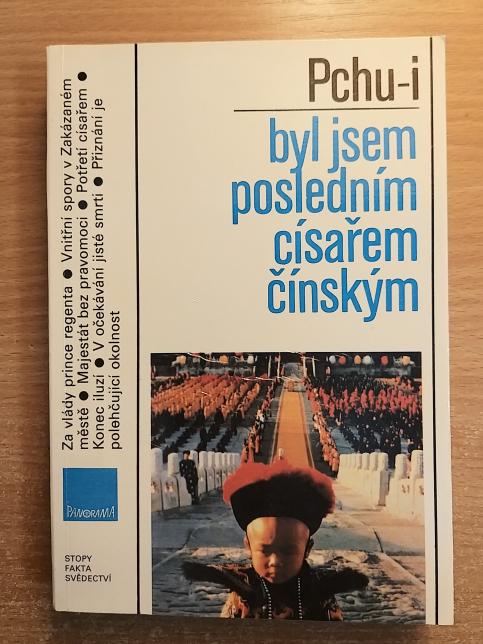 Pchu-i
byl jsem
posledním
císařem
čínským
Za vlády prince regenta ● Vnitřní spory v Zakázaném
městě ● Majestát bez pravomoci ● Potřetí císařem ●
Konec iluzí ● V očekávání jisté smrti ● Přiznání je
polehčující okolnost
PANORAMA
STOPY
FAKTA
SVĚDECTVÍ